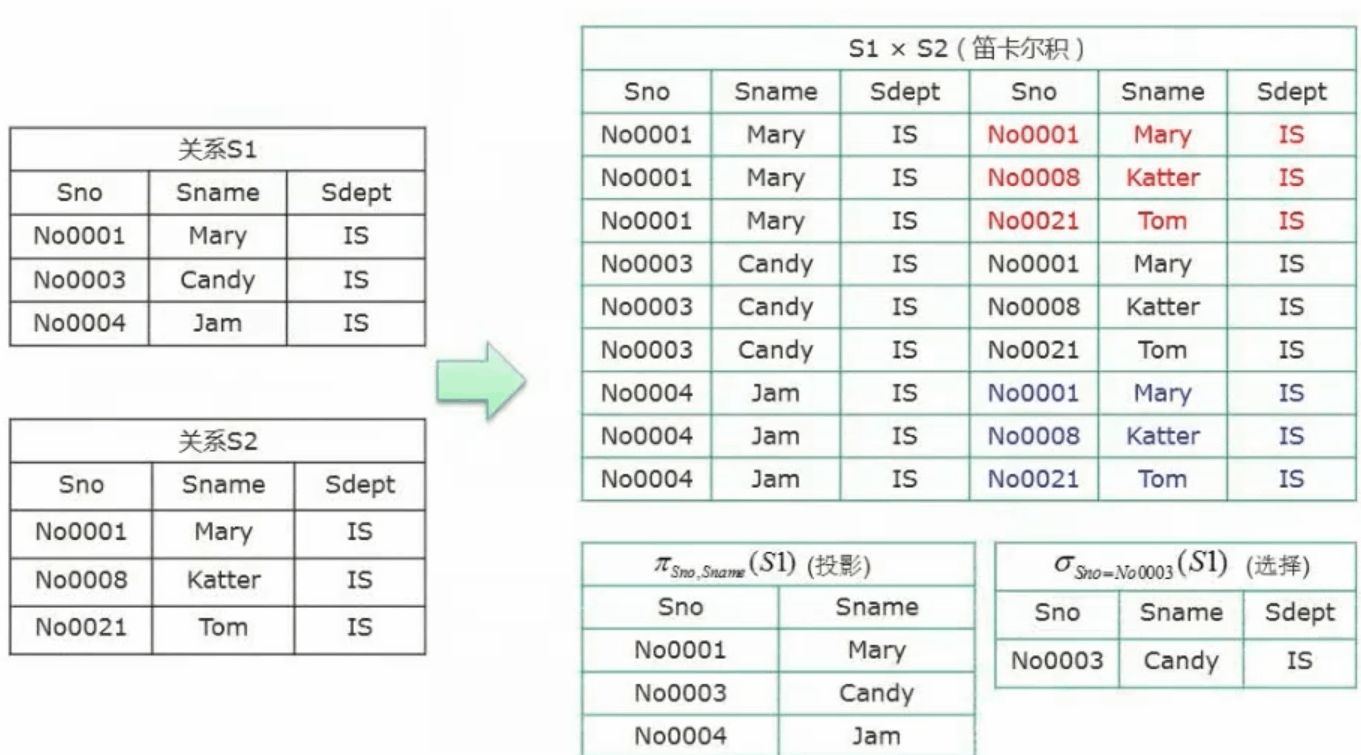 关系S1
Sno Sname Sdept
No0001 Mary IS
No0003 Candy IS
No0004 Jam IS
关系S2
Sno Sname Sdept
No0001 Mary IS
No0008 Katter IS
No0021 Tom IS
S1 × S2 ( 笛卡尔积 )
Sno Sname Sdept Sno Sname Sdept
No0001 Mary IS No0001 Mary IS
No0001 Mary IS No0008 Katter IS
No0001 Mary IS No0021 Tom IS
No0003 Candy IS No0001 Mary IS
No0003 Candy IS No0008 Katter IS
No0003 Candy IS No0021 Tom IS
No0004 Jam IS No0001 Mary IS
No0004 Jam IS No0008 Katter IS
No0004 Jam IS No0021 Tom IS
π Sno,Sname (S1) (投影)
Sno Sname
No0001 Mary
No0003 Candy
No0004 Jam
σ Sno=No0003 (S1) (选择)
Sno Sname Sdept
No0003 Candy IS